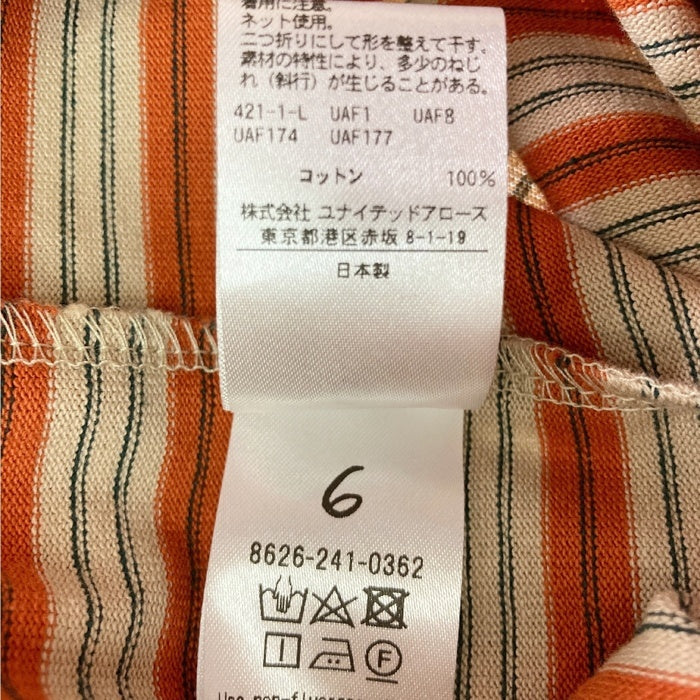 着用に注意。
ネット使用。
二つ折りにして形を整えて干す。
素材の特性により、多少のねじ
れ（斜行）が生じることがある。
421-1-L UAF1 UAF8
UAF174 UAF177
コットン 100%
株式会社 ユナイテッドアローズ
東京都港区赤坂 8-1-19
日本製
6
8626-241-0362
F
Use non-fluoresc